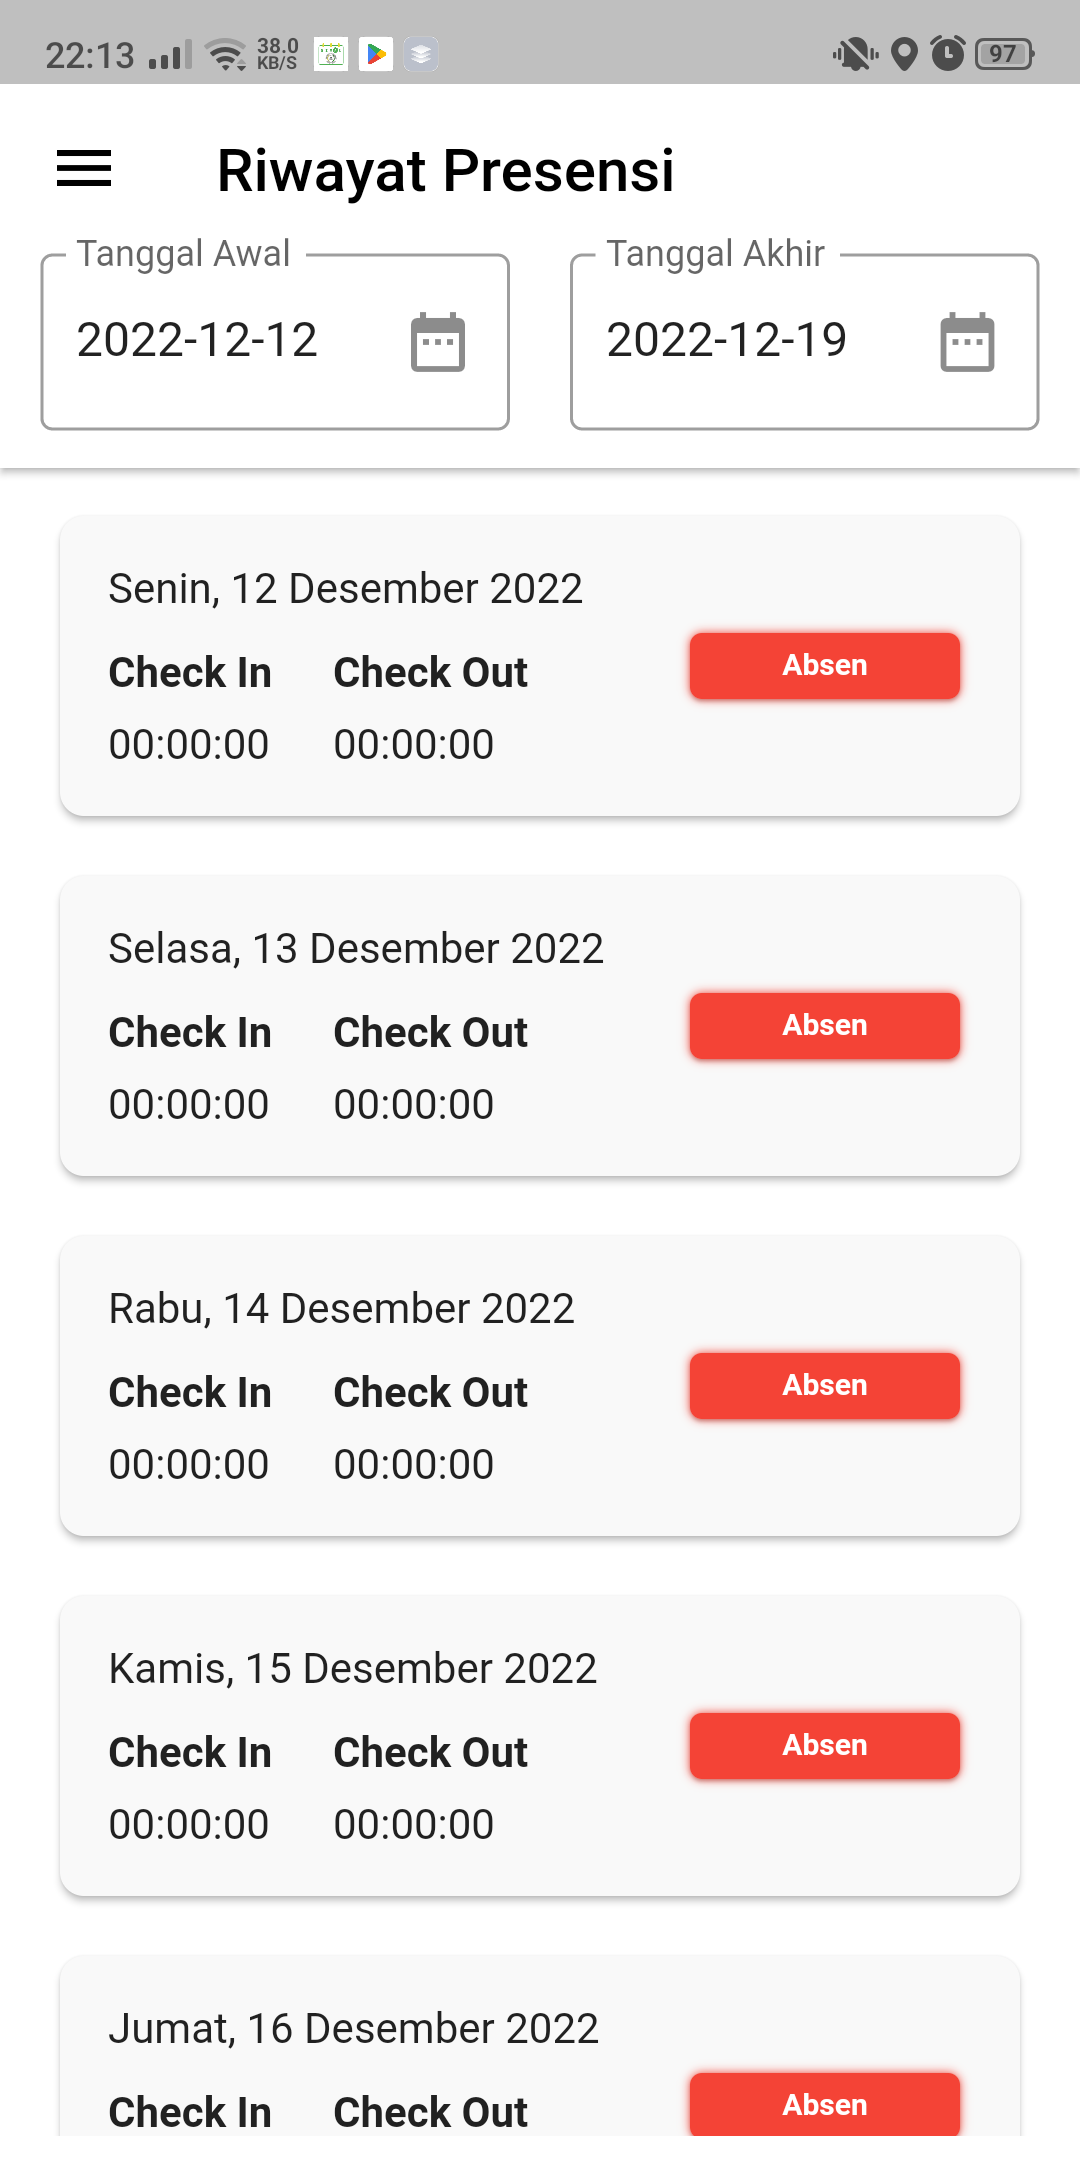 22:13 38.0 KB/S 97
Riwayat Presensi
Tanggal Awal Tanggal Akhir
2022-12-12 2022-12-19
Senin, 12 Desember 2022
Check In Check Out Absen
00:00:00 00:00:00
Selasa, 13 Desember 2022
Check In Check Out Absen
00:00:00 00:00:00
Rabu, 14 Desember 2022
Check In Check Out Absen
00:00:00 00:00:00
Kamis, 15 Desember 2022
Check In Check Out Absen
00:00:00 00:00:00
Jumat, 16 Desember 2022
Check In Check Out Absen